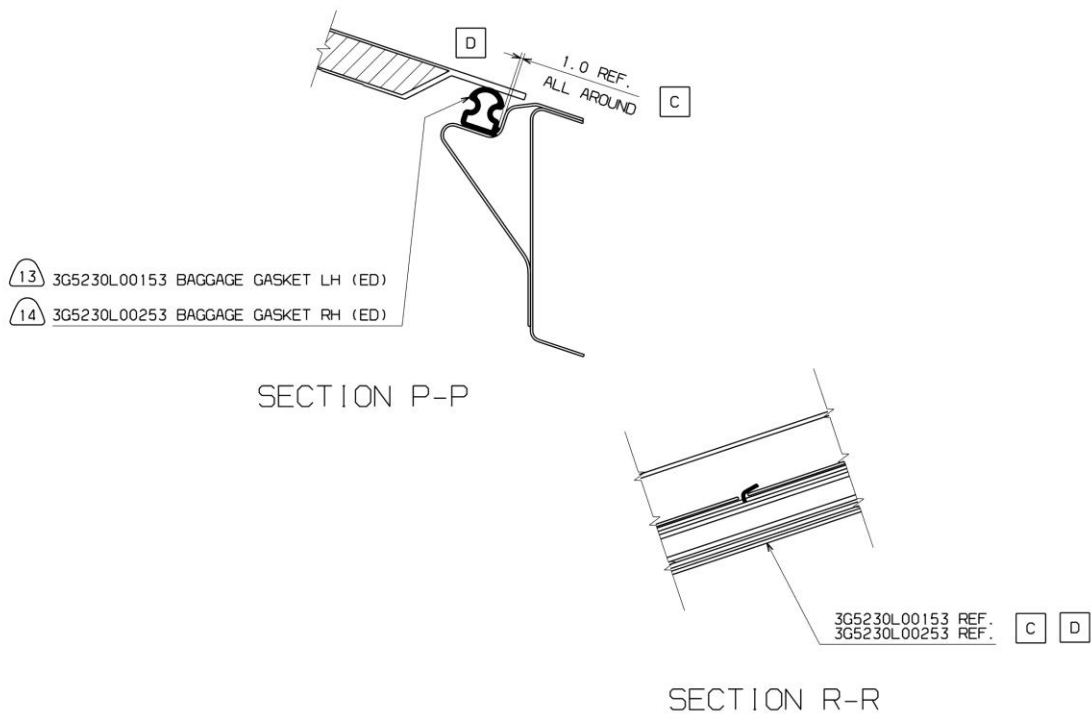 D
1.0 REF.
ALL AROUND
C
13 3G5230L00153 BAGGAGE GASKET LH (ED)
14 3G5230L00253 BAGGAGE GASKET RH (ED)
SECTION P-P
3G5230L00153 REF.
3G5230L00253 REF.
C D
SECTION R-R